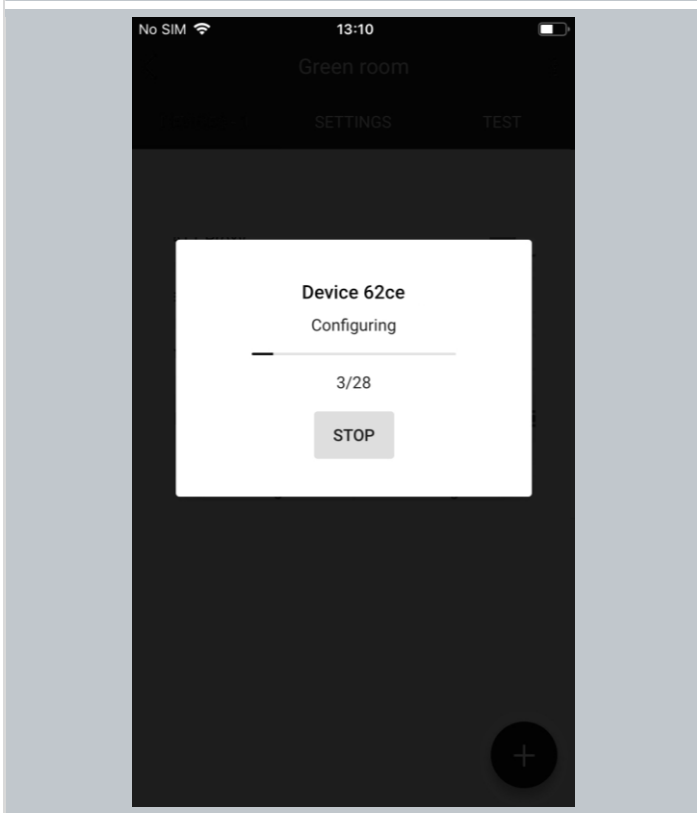 No SIM 13:10
Green room
SETTINGS TEST
Device 62ce
Configuring
3/28
STOP
+